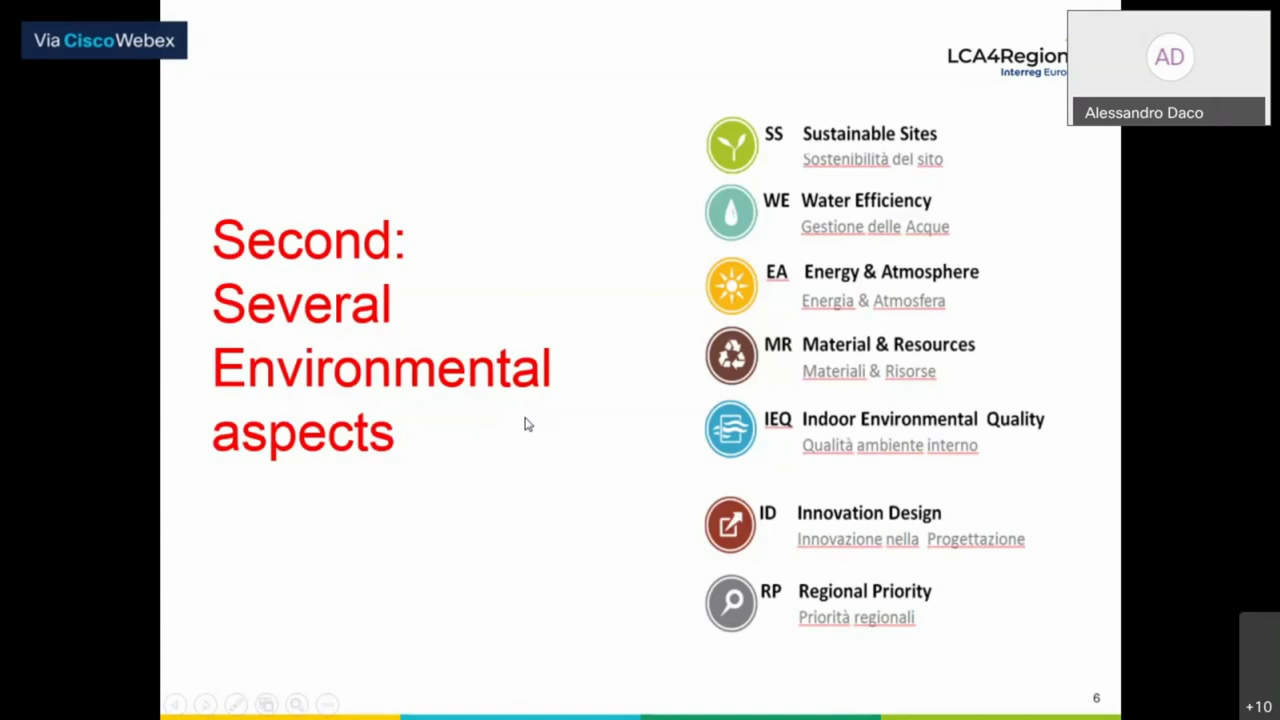 Via CiscoWebex
LCA4Region
Interreg Euro
AD
Alessandro Daco
Second:
Several
Environmental
aspects
SS Sustainable Sites
Sostenibilità del sito
WE Water Efficiency
Gestione delle Acque
EA Energy & Atmosphere
Energia & Atmosfera
MR Material & Resources
Materiali & Risorse
IEQ Indoor Environmental Quality
Qualità ambiente interno
ID Innovation Design
Innovazione nella Progettazione
RP Regional Priority
Priorità regionali
6
+10